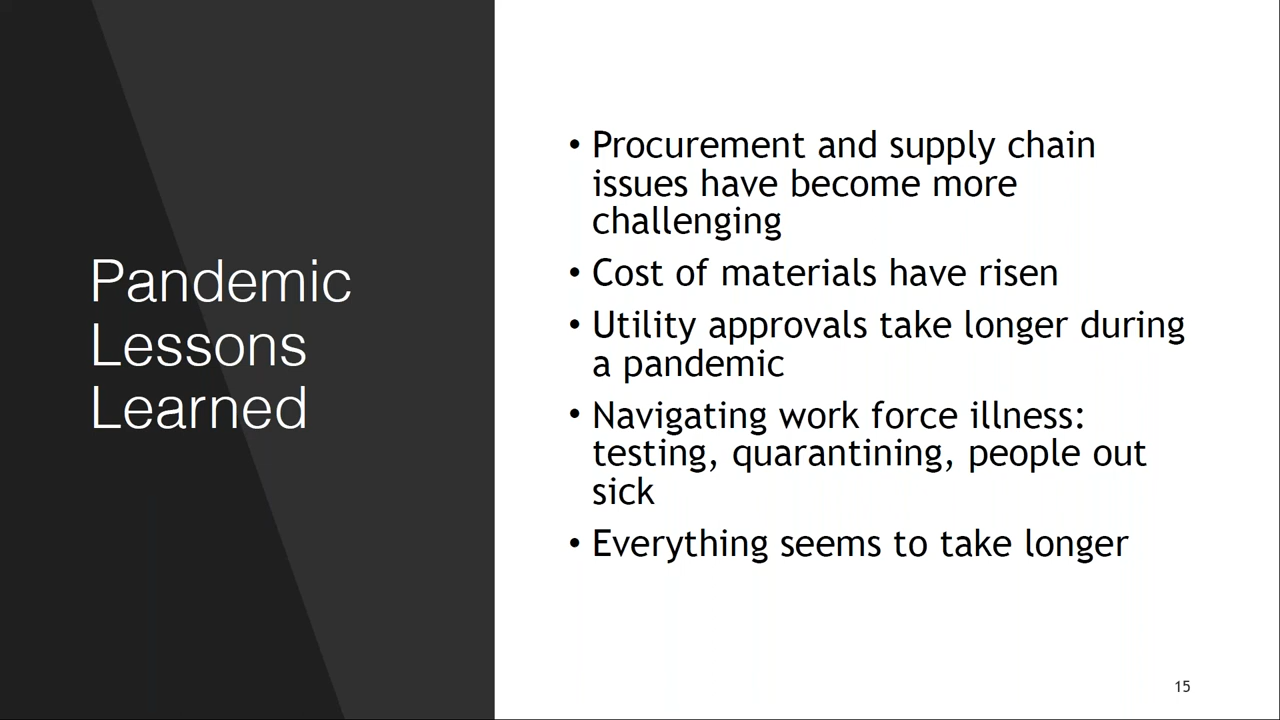 Pandemic
Lessons
Learned
• Procurement and supply chain
issues have become more
challenging
• Cost of materials have risen
• Utility approvals take longer during
a pandemic
• Navigating work force illness:
testing, quarantining, people out
sick
• Everything seems to take longer
15